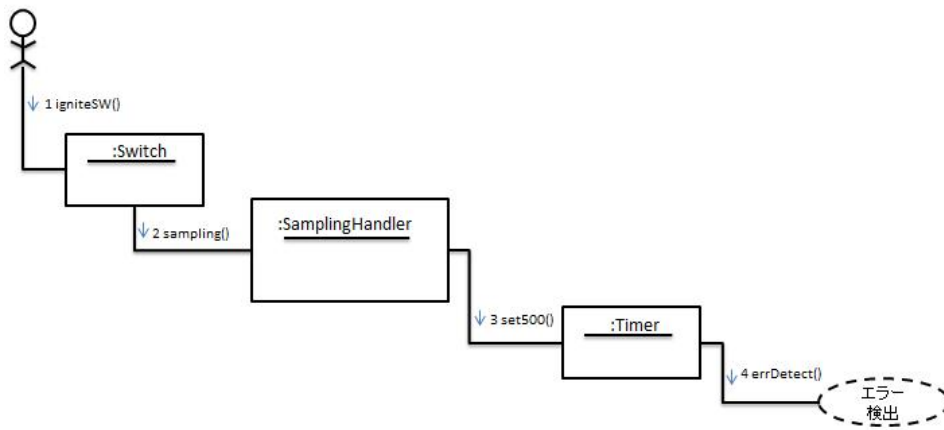 1 igniteSW()
:Switch
2 sampling()
:SamplingHandler
3 set500()
:Timer
4 errDetect()
エラー
検出